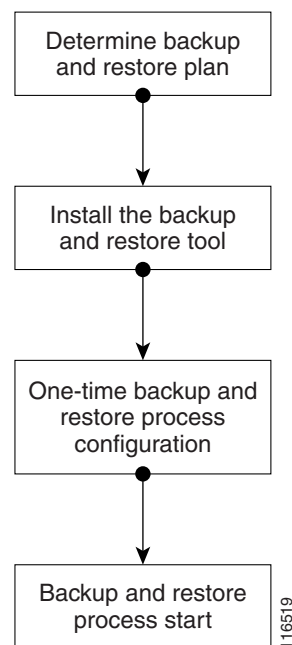 Determine backup
and restore plan
Install the backup
and restore tool
One-time backup and
restore process
configuration
Backup and restore
process start
116519